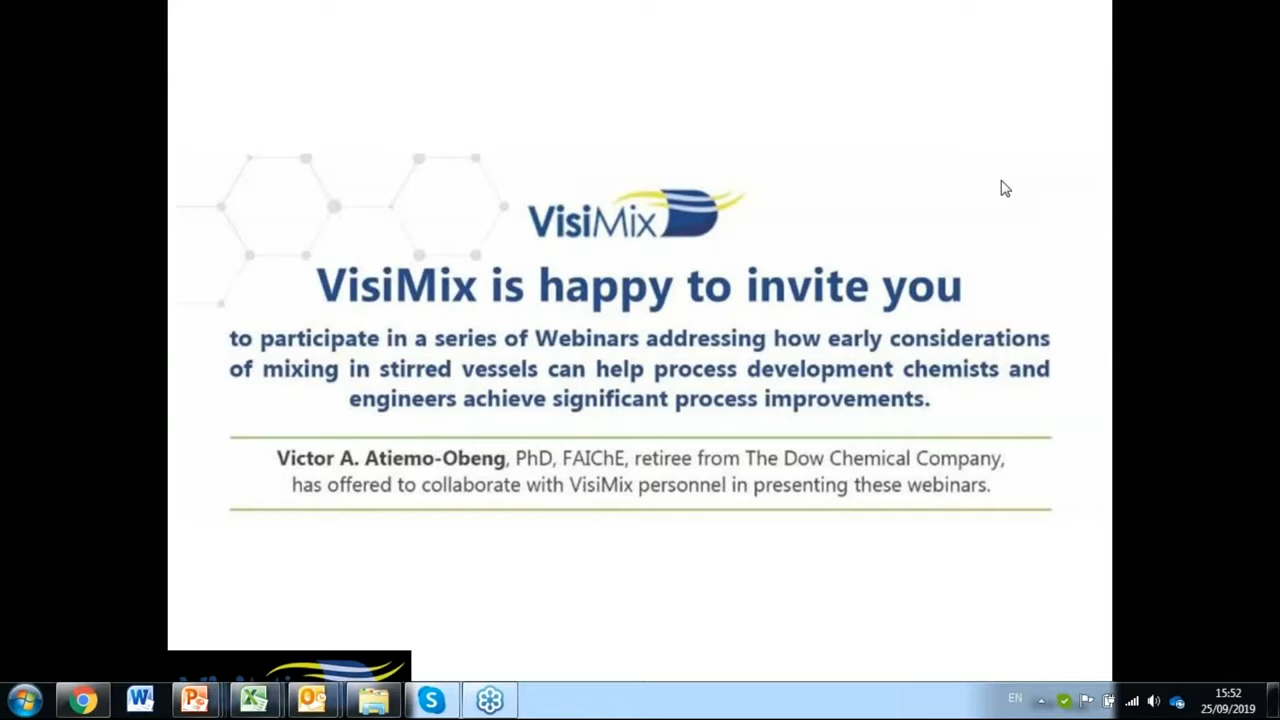 VisiMix
VisiMix is happy to invite you
to participate in a series of Webinars addressing how early considerations
of mixing in stirred vessels can help process development chemists and
engineers achieve significant process improvements.
Victor A. Atiemo-Obeng, PhD, FAIChE, retiree from The Dow Chemical Company,
has offered to collaborate with VisiMix personnel in presenting these webinars.
EN
15:52
25/09/2019